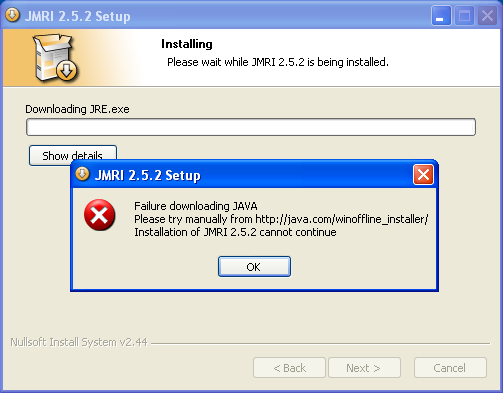 JMRI 2.5.2 Setup
Installing
Please wait while JMRI 2.5.2 is being installed.
Downloading JRE.exe
Show details
JMRI 2.5.2 Setup
Failure downloading JAVA
Please try manually from http://java.com/winoffline_installer/
Installation of JMRI 2.5.2 cannot continue
OK
Nullsoft Install System v2.44
< Back
Next >
Cancel